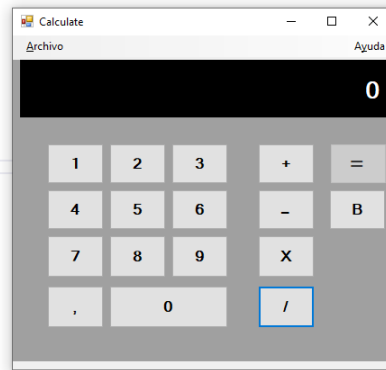 Calculate
Archivo Ayuda
0
1 2 3 + =
4 5 6 - B
7 8 9 X
, 0 /